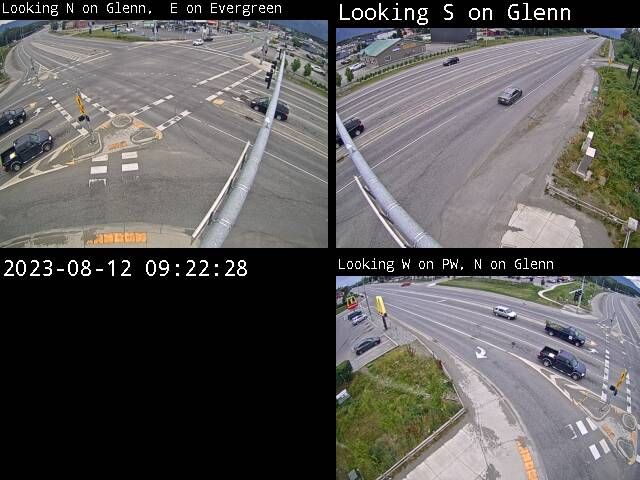 Looking N on Glenn, E on Evergreen
Looking S on Glenn
2023-08-12 09:22:28
Looking W on PW, N on Glenn